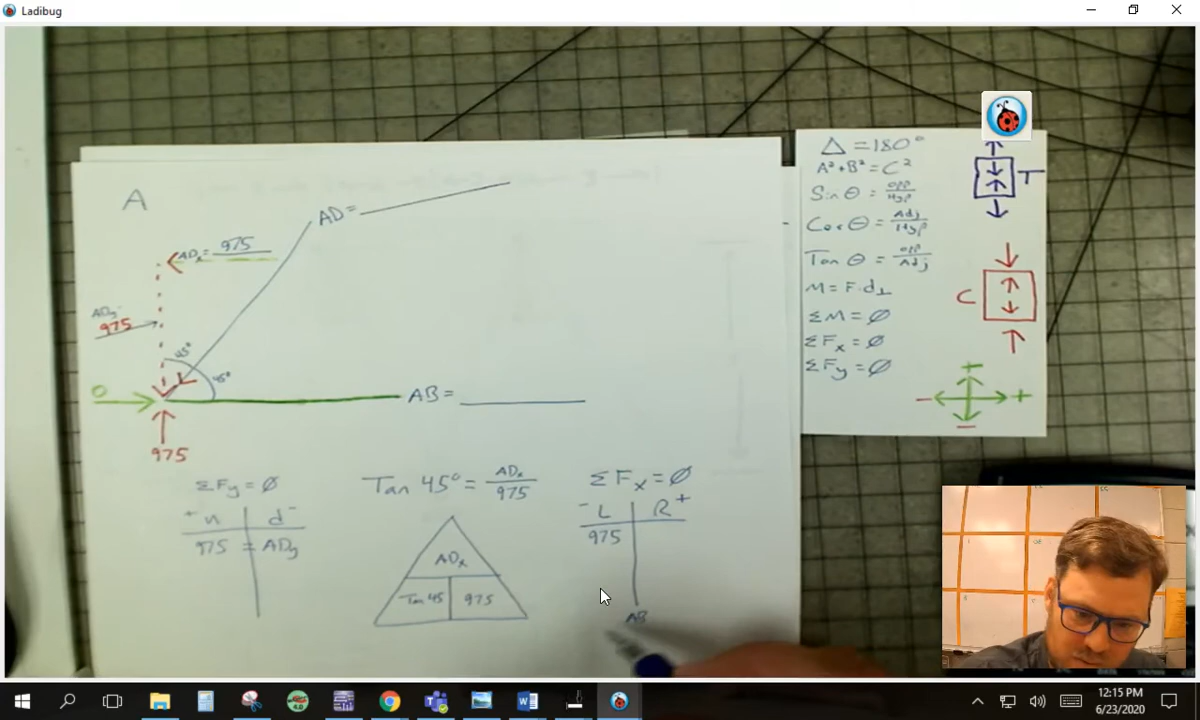 Ladibug
A
AD =
ADx = 975
ADy =
975
45°
45°
0
AB =
975
ΣFy = ∅
+ u | d -
975 = ADy
Tan 45° = ADx / 975
ADx
Tan 45 | 975
ΣFx = ∅
- L | R +
975
AB
△ = 180°
A² + B² = C²
Sin θ = opp / Hyp
Cos θ = Adj / Hyp
Tan θ = opp / Adj
M = F·d⊥
ΣM = ∅
ΣFx = ∅
ΣFy = ∅
T
C
+
- +
-
12:15 PM
6/23/2020